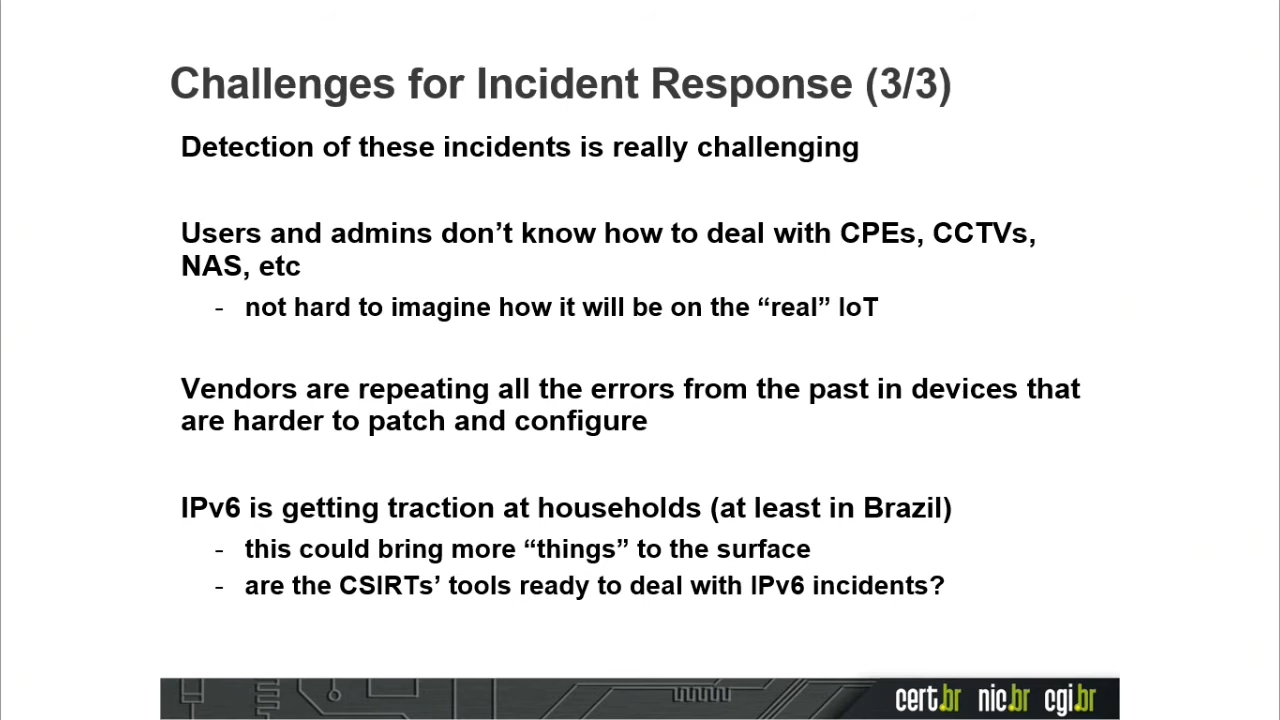 Challenges for Incident Response (3/3)
Detection of these incidents is really challenging
Users and admins don’t know how to deal with CPEs, CCTVs,
NAS, etc
- not hard to imagine how it will be on the “real” IoT
Vendors are repeating all the errors from the past in devices that
are harder to patch and configure
IPv6 is getting traction at households (at least in Brazil)
- this could bring more “things” to the surface
- are the CSIRTs’ tools ready to deal with IPv6 incidents?
cert.br nic.br cgi.br